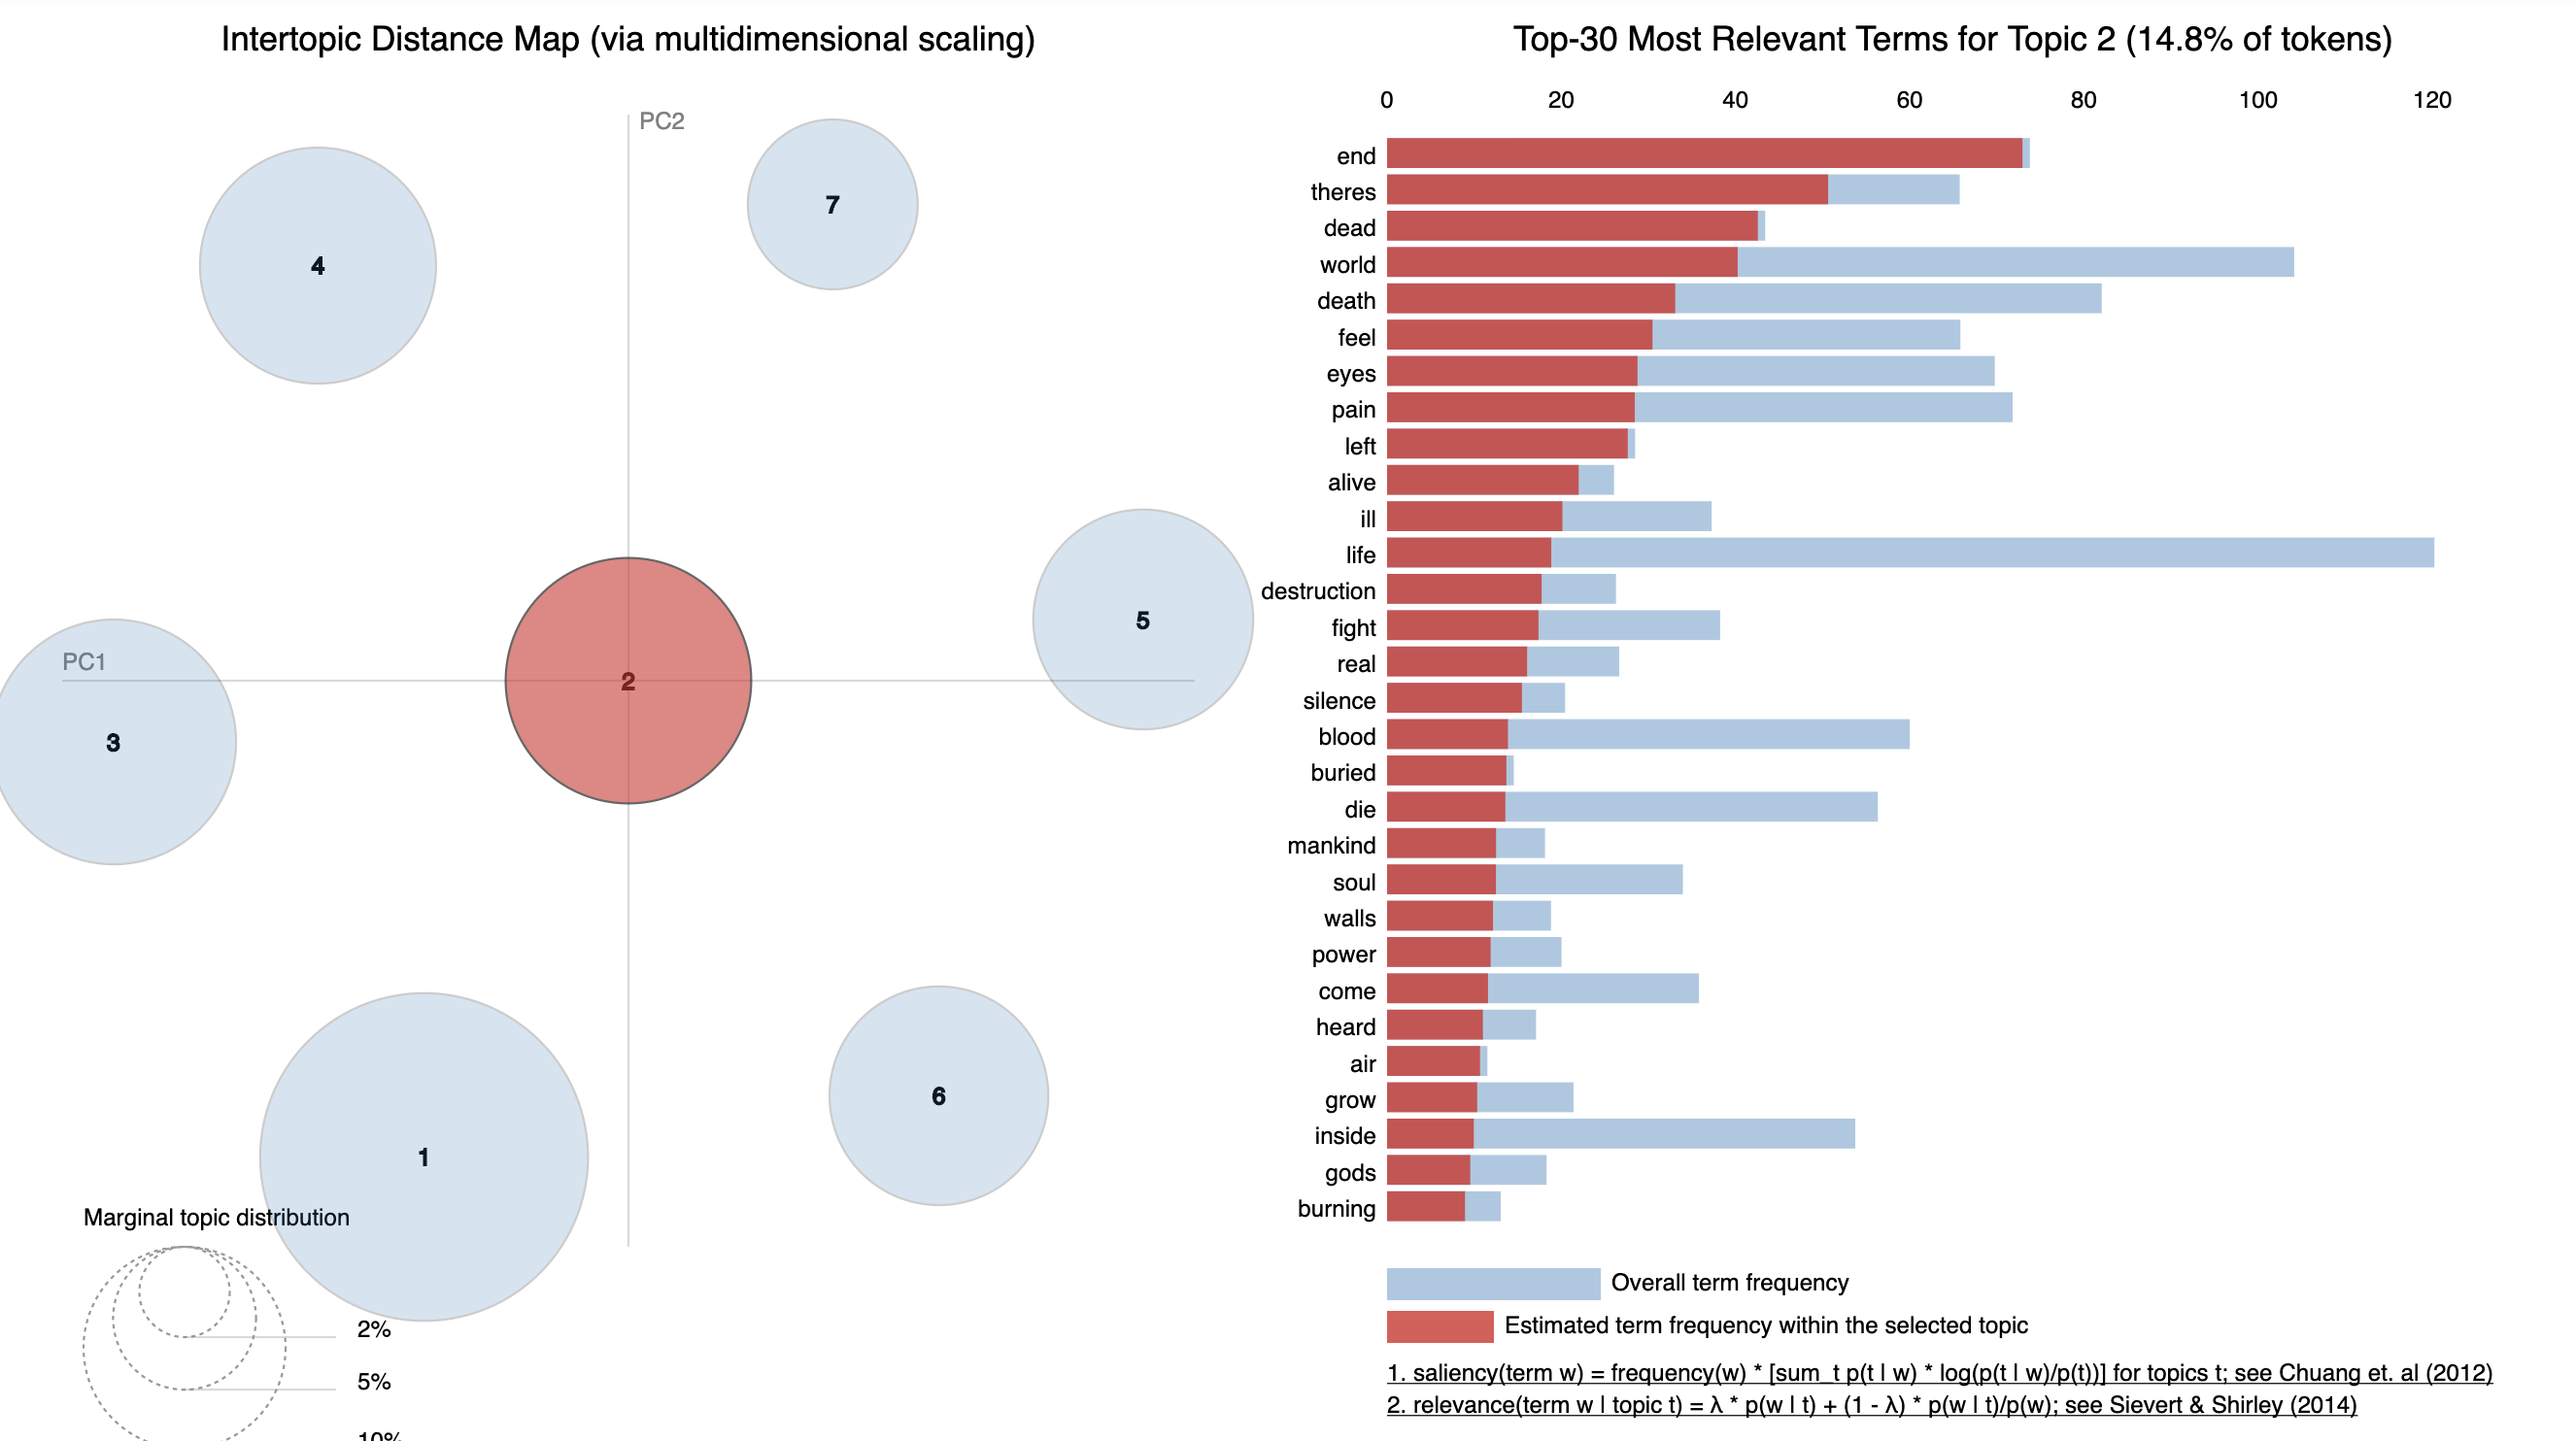 Intertopic Distance Map (via multidimensional scaling)
PC2
PC1
4
7
5
2
3
6
1
Marginal topic distribution
2%
5%
10%
Top-30 Most Relevant Terms for Topic 2 (14.8% of tokens)
0 20 40 60 80 100 120
end
theres
dead
world
death
feel
eyes
pain
left
alive
ill
life
destruction
fight
real
silence
blood
buried
die
mankind
soul
walls
power
come
heard
air
grow
inside
gods
burning
Overall term frequency
Estimated term frequency within the selected topic
1. saliency(term w) = frequency(w) * [sum_t p(t | w) * log(p(t | w)/p(t))] for topics t; see Chuang et. al (2012)
2. relevance(term w | topic t) = λ * p(w | t) + (1 - λ) * p(w | t)/p(w); see Sievert & Shirley (2014)